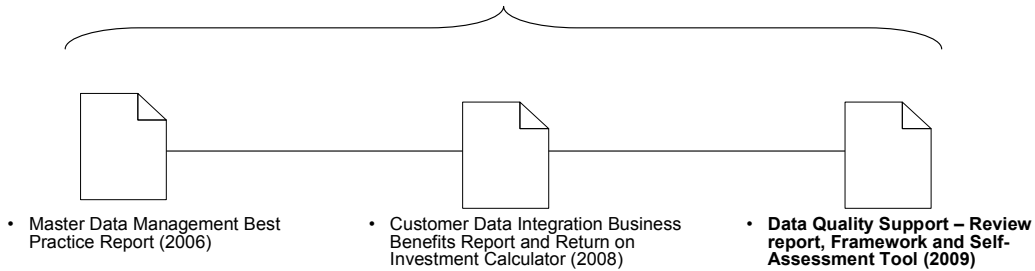 • Master Data Management Best
Practice Report (2006)
• Customer Data Integration Business
Benefits Report and Return on
Investment Calculator (2008)
• Data Quality Support – Review
report, Framework and Self-
Assessment Tool (2009)